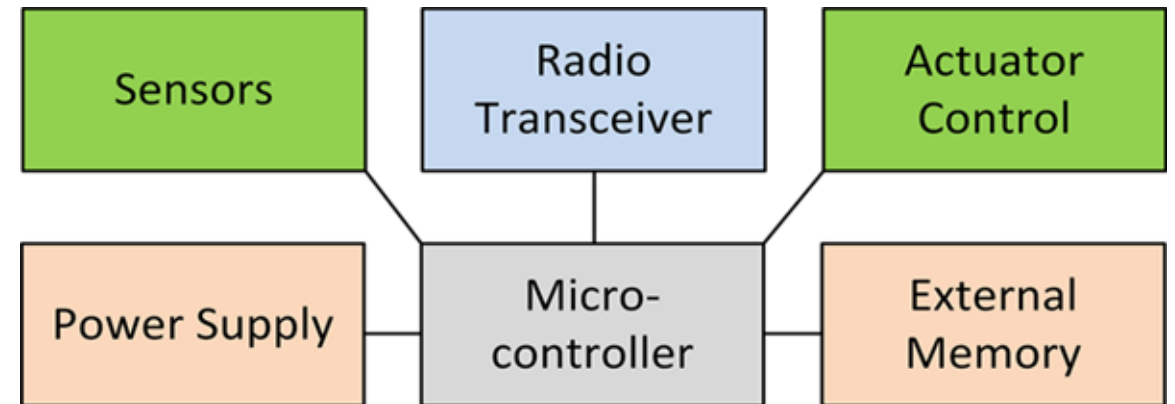 Sensors
Radio
Transceiver
Actuator
Control
Power Supply
Micro-
controller
External
Memory